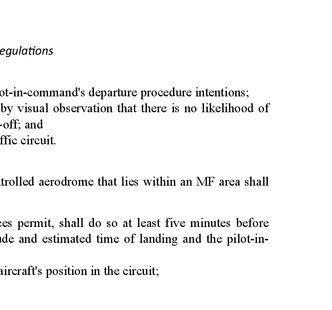 egulations
ot-in-command's departure procedure intentions;
by visual observation that there is no likelihood of
-off; and
ffic circuit.
trolled aerodrome that lies within an MF area shall
es permit, shall do so at least five minutes before
de and estimated time of landing and the pilot-in-
aircraft's position in the circuit;